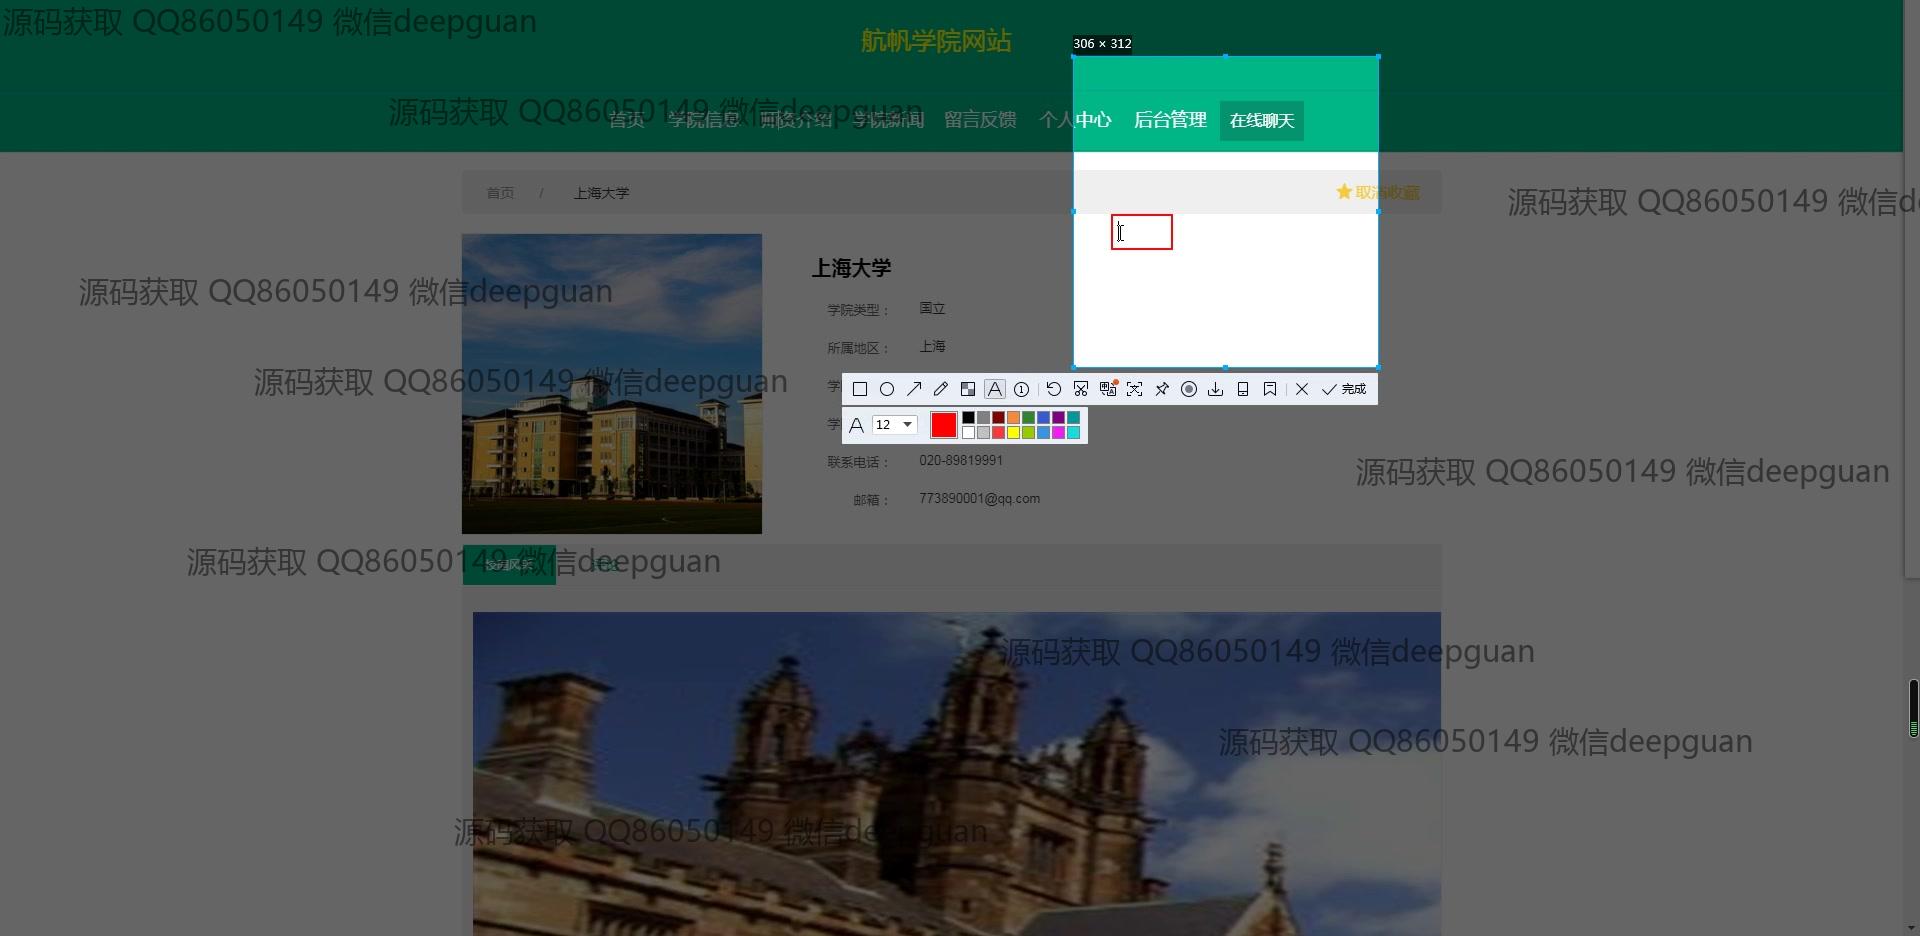 源码获取 QQ86050149 微信deepguan
航帆学院网站
306 × 312
源码获取 QQ86050149 微信deepguan
首页 学院信息 师资介绍 学院新闻 留言反馈 个人中心 后台管理 在线聊天
首页 / 上海大学 取消收藏
源码获取 QQ86050149 微信d
上海大学
源码获取 QQ86050149 微信deepguan
学院类型： 国立
所属地区： 上海
源码获取 QQ86050149 微信deepguan
学
完成
学
A 12
联系电话： 020-89819991
源码获取 QQ86050149 微信deepguan
邮箱： 773890001@qq.com
源码获取 QQ86050149 微信deepguan
校园风采
源码获取 QQ86050149 微信deepguan
源码获取 QQ86050149 微信deepguan
源码获取 QQ86050149 微信deepguan